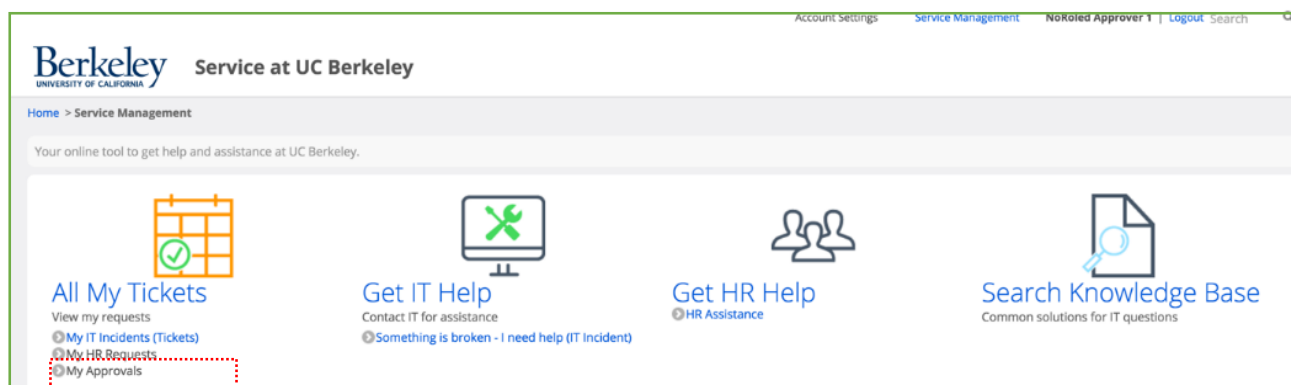 Account Settings Service Management NoRoled Approver 1 | Logout Search
Berkeley
UNIVERSITY OF CALIFORNIA
Service at UC Berkeley
Home > Service Management
Your online tool to get help and assistance at UC Berkeley.
All My Tickets
View my requests
My IT Incidents (Tickets)
My HR Requests
My Approvals
Get IT Help
Contact IT for assistance
Something is broken - I need help (IT Incident)
Get HR Help
HR Assistance
Search Knowledge Base
Common solutions for IT questions